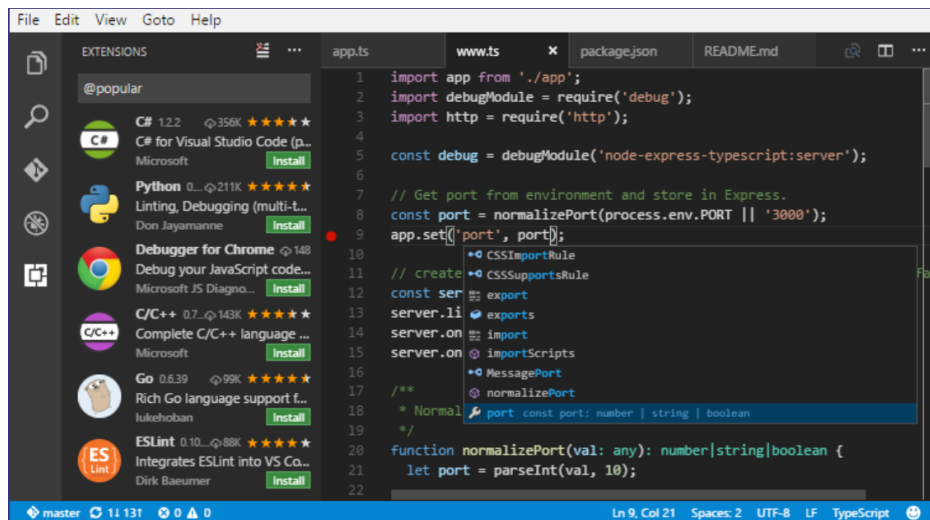 File Edit View Goto Help
EXTENSIONS ...
app.ts www.ts × package.json README.md ...
@popular
C# 1.2.2 356K
C# for Visual Studio Code (p...
Microsoft Install
Python 0... 211K
Linting, Debugging (multi-t...
Don Jayamanne Install
Debugger for Chrome 148
Debug your JavaScript code...
Microsoft JS Diagno... Install
C/C++ 0.7... 143K
Complete C/C++ language ...
Microsoft Install
Go 0.6.39 99K
Rich Go language support f...
lukehoban Install
ESLint 0.10... 88K
Integrates ESLint into VS Co...
Dirk Baeumer Install
C#
C/C++
ES
Lint
1 import app from './app';
2 import debugModule = require('debug');
3 import http = require('http');
4
5 const debug = debugModule('node-express-typescript:server');
6
7 // Get port from environment and store in Express.
8 const port = normalizePort(process.env.PORT || '3000');
9 app.set('port', port);
10
11 // create
12 const ser
13 server.li
14 server.on
15 server.on
16
17 /**
18 * Normal
19 */
20 function normalizePort(val: any): number|string|boolean {
21 let port = parseInt(val, 10);
22
CSSImportRule
CSSSupportsRule
export
exports
import
importScripts
MessagePort
normalizePort
port const port: number | string | boolean
master 1↓ 13↑ 0 0 Ln 9, Col 21 Spaces: 2 UTF-8 LF TypeScript